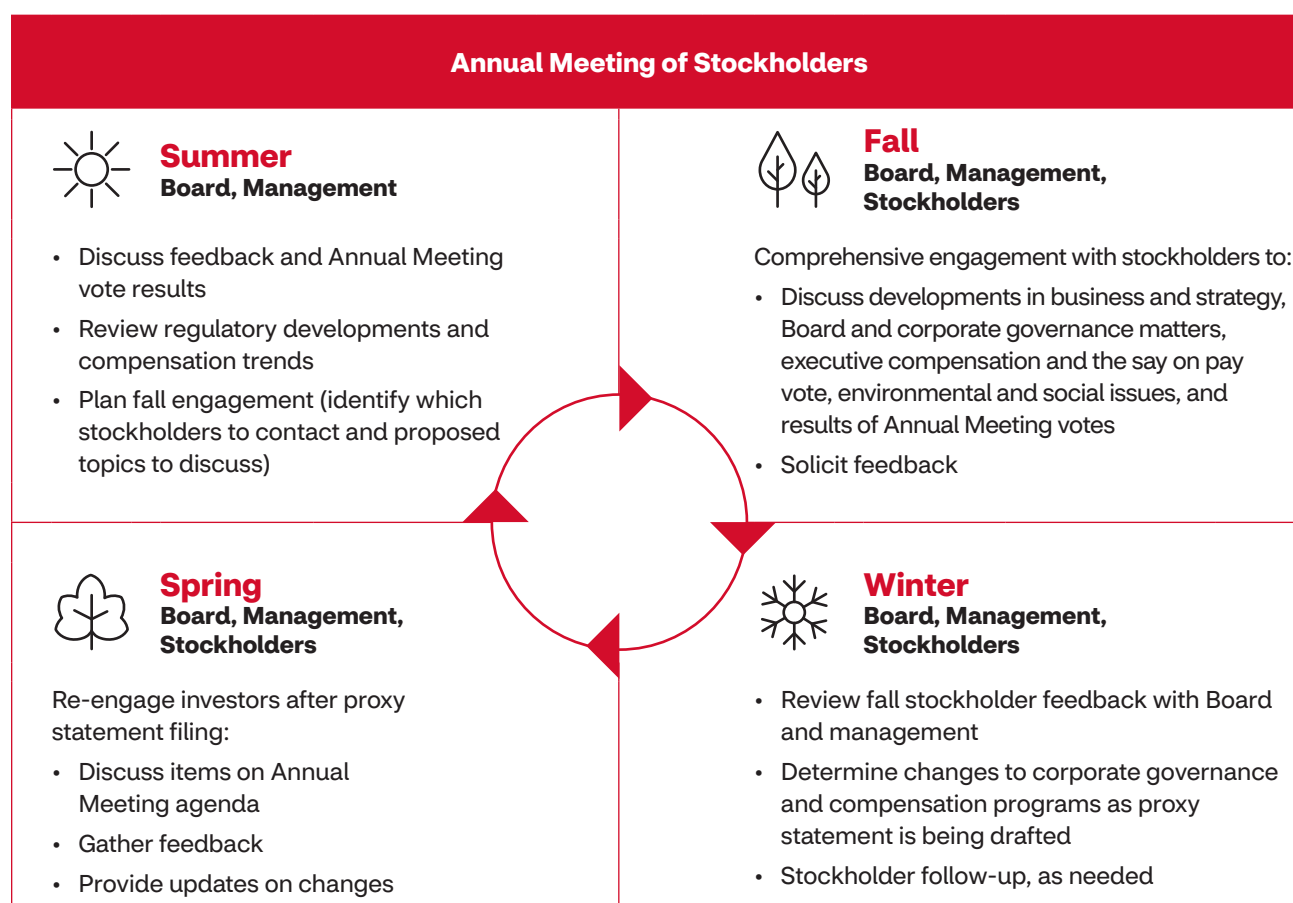 Annual Meeting of Stockholders
Summer
Board, Management
• Discuss feedback and Annual Meeting
vote results
• Review regulatory developments and
compensation trends
• Plan fall engagement (identify which
stockholders to contact and proposed
topics to discuss)
Fall
Board, Management,
Stockholders
Comprehensive engagement with stockholders to:
• Discuss developments in business and strategy,
Board and corporate governance matters,
executive compensation and the say on pay
vote, environmental and social issues, and
results of Annual Meeting votes
• Solicit feedback
Spring
Board, Management,
Stockholders
Re-engage investors after proxy
statement filing:
• Discuss items on Annual
Meeting agenda
• Gather feedback
• Provide updates on changes
Winter
Board, Management,
Stockholders
• Review fall stockholder feedback with Board
and management
• Determine changes to corporate governance
and compensation programs as proxy
statement is being drafted
• Stockholder follow-up, as needed